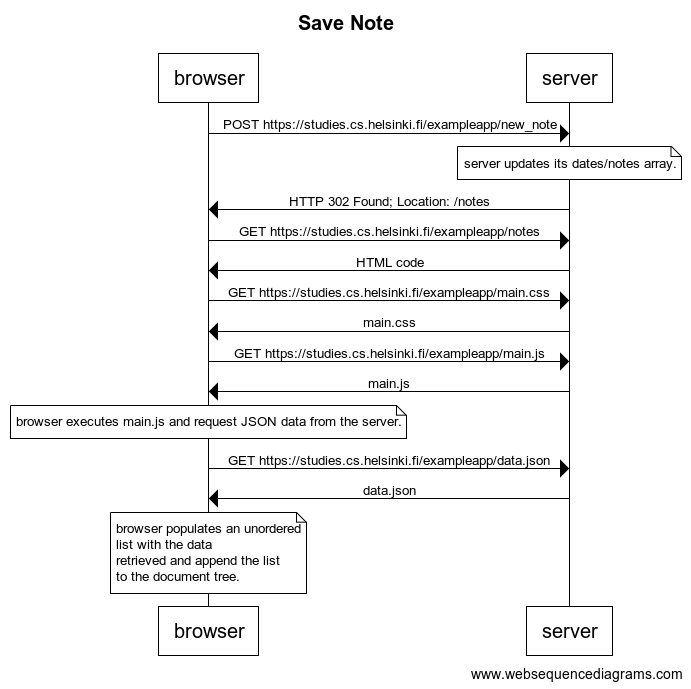 Save Note
browser
server
POST https://studies.cs.helsinki.fi/exampleapp/new_note
server updates its dates/notes array.
HTTP 302 Found; Location: /notes
GET https://studies.cs.helsinki.fi/exampleapp/notes
HTML code
GET https://studies.cs.helsinki.fi/exampleapp/main.css
main.css
GET https://studies.cs.helsinki.fi/exampleapp/main.js
main.js
browser executes main.js and request JSON data from the server.
GET https://studies.cs.helsinki.fi/exampleapp/data.json
data.json
browser populates an unordered
list with the data
retrieved and append the list
to the document tree.
browser
server
www.websequencediagrams.com